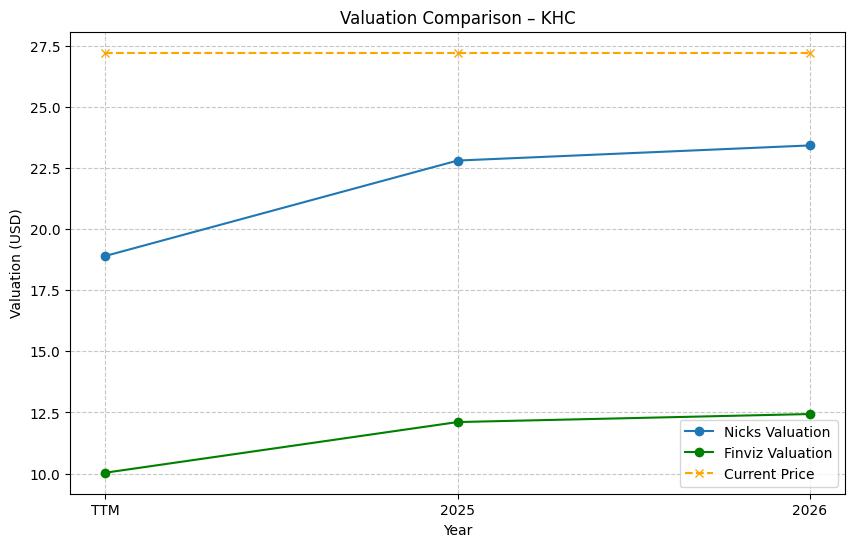 Valuation Comparison – KHC
27.5
25.0
22.5
20.0
17.5
15.0
12.5
10.0
Valuation (USD)
TTM
2025
2026
Year
Nicks Valuation
Finviz Valuation
Current Price